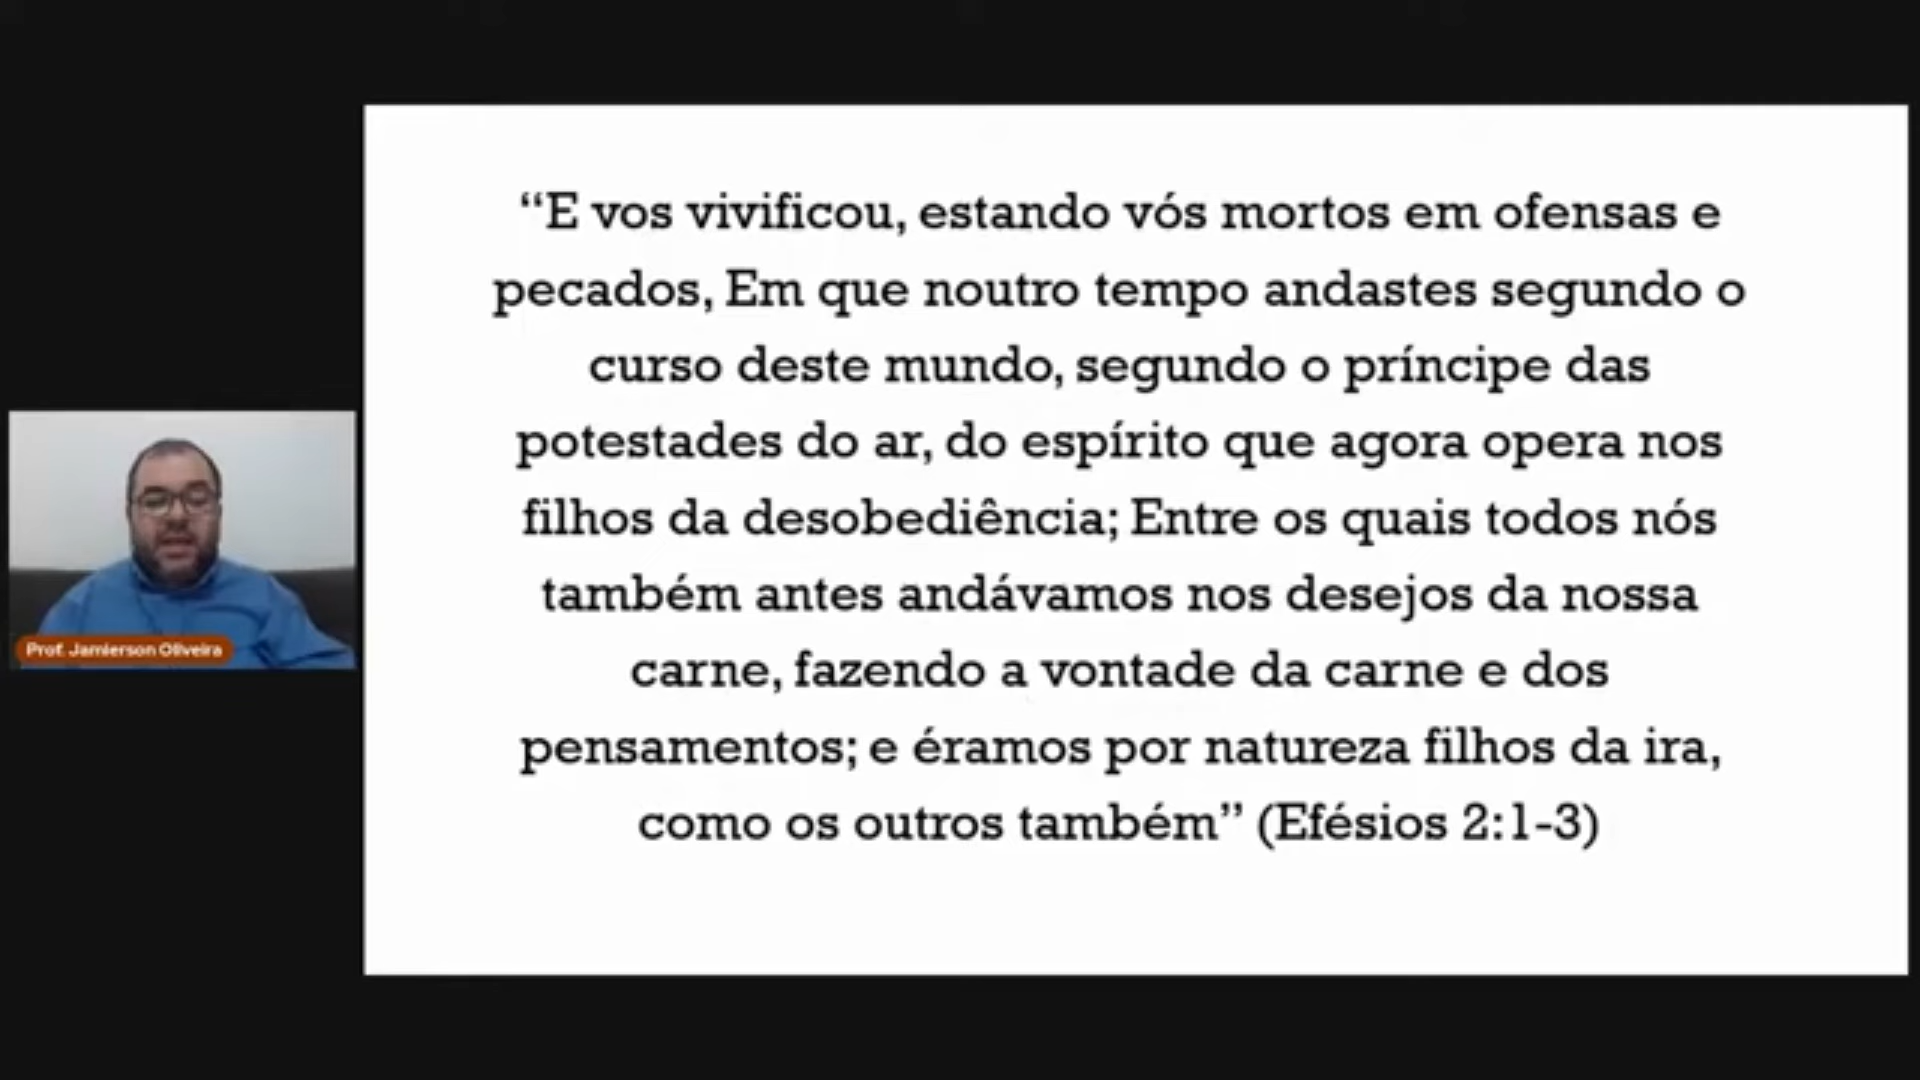 “E vos vivificou, estando vós mortos em ofensas e
pecados, Em que noutro tempo andastes segundo o
curso deste mundo, segundo o príncipe das
potestades do ar, do espírito que agora opera nos
filhos da desobediência; Entre os quais todos nós
também antes andávamos nos desejos da nossa
carne, fazendo a vontade da carne e dos
pensamentos; e éramos por natureza filhos da ira,
como os outros também” (Efésios 2:1-3)
Prof. Jamierson Oliveira